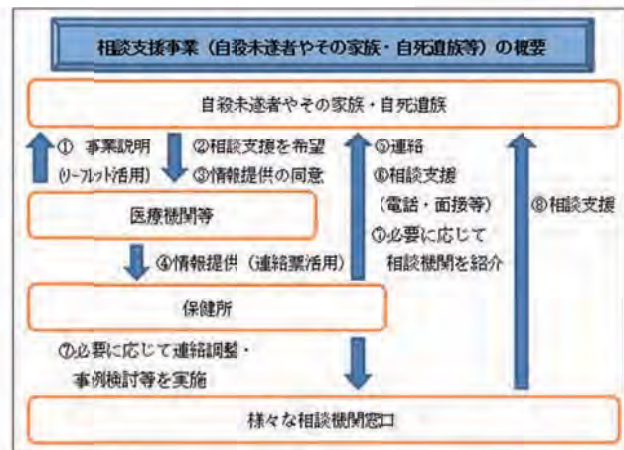 相談支援事業（自殺未遂者やその家族・自死遺族等）の概要
自殺未遂者やその家族・自死遺族
① 事業説明
(リーフレット活用)
②相談支援を希望
③情報提供の同意
⑤連絡
⑥相談支援
(電話・面接等)
⑦必要に応じて
相談機関を紹介
⑧相談支援
医療機関等
④情報提供（連絡票活用）
保健所
⑦必要に応じて連絡調整・
事例検討等を実施
様々な相談機関窓口